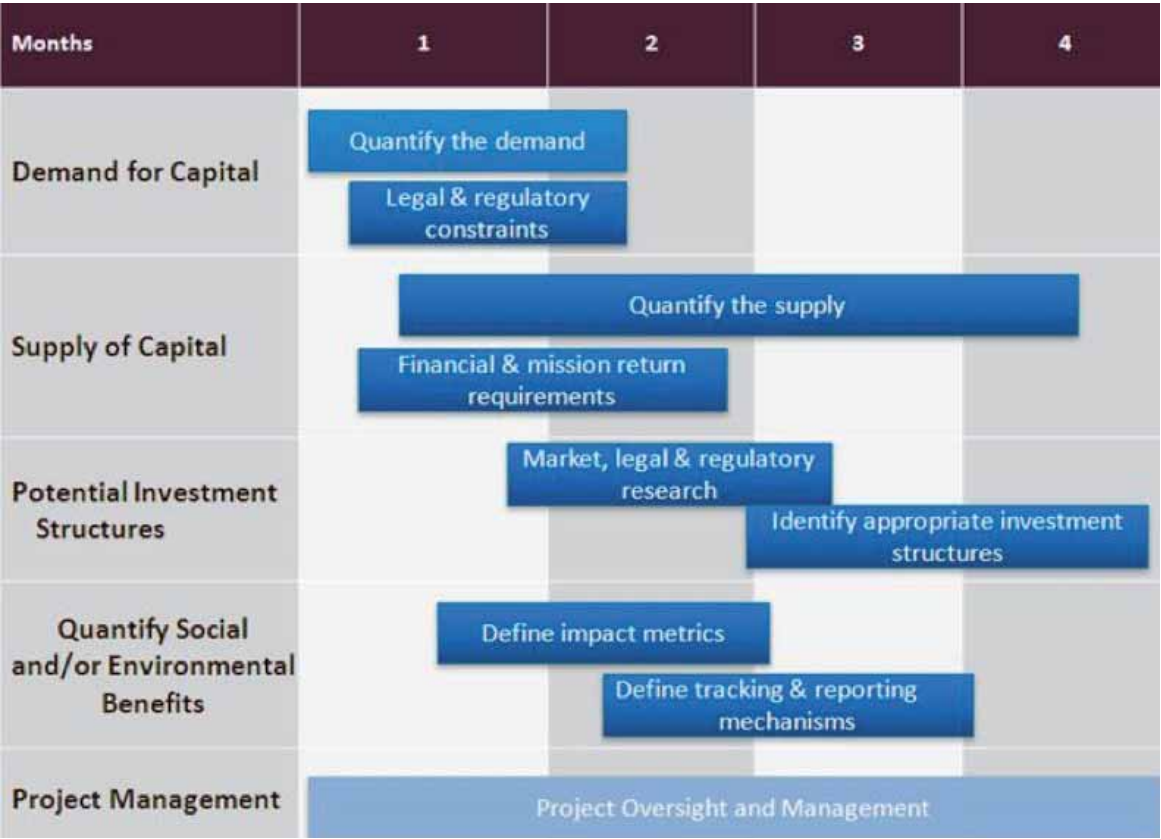 Months 1 2 3 4
Demand for Capital
Quantify the demand
Legal & regulatory
constraints
Supply of Capital
Quantify the supply
Financial & mission return
requirements
Potential Investment
Structures
Market, legal & regulatory
research
Identify appropriate investment
structures
Quantify Social
and/or Environmental
Benefits
Define impact metrics
Define tracking & reporting
mechanisms
Project Management
Project Oversight and Management